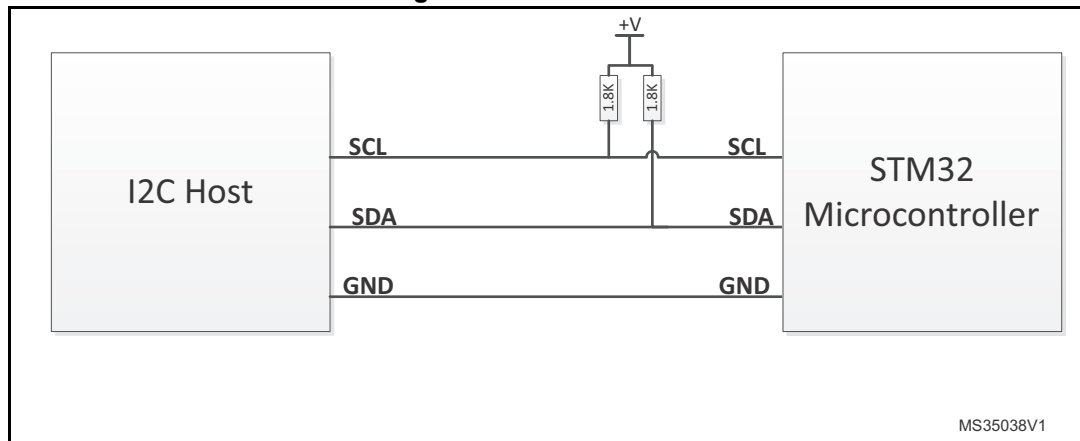 +V
1.8K
1.8K
SCL
SCL
I2C Host
STM32
Microcontroller
SDA
SDA
GND
GND
MS35038V1